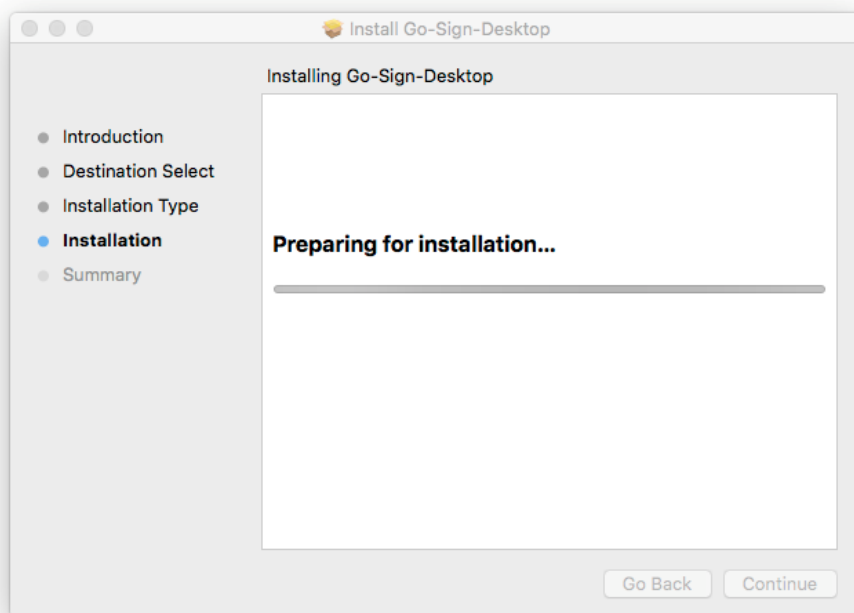 Install Go-Sign-Desktop
Installing Go-Sign-Desktop
Introduction
Destination Select
Installation Type
Installation
Summary
Preparing for installation...
Go Back
Continue